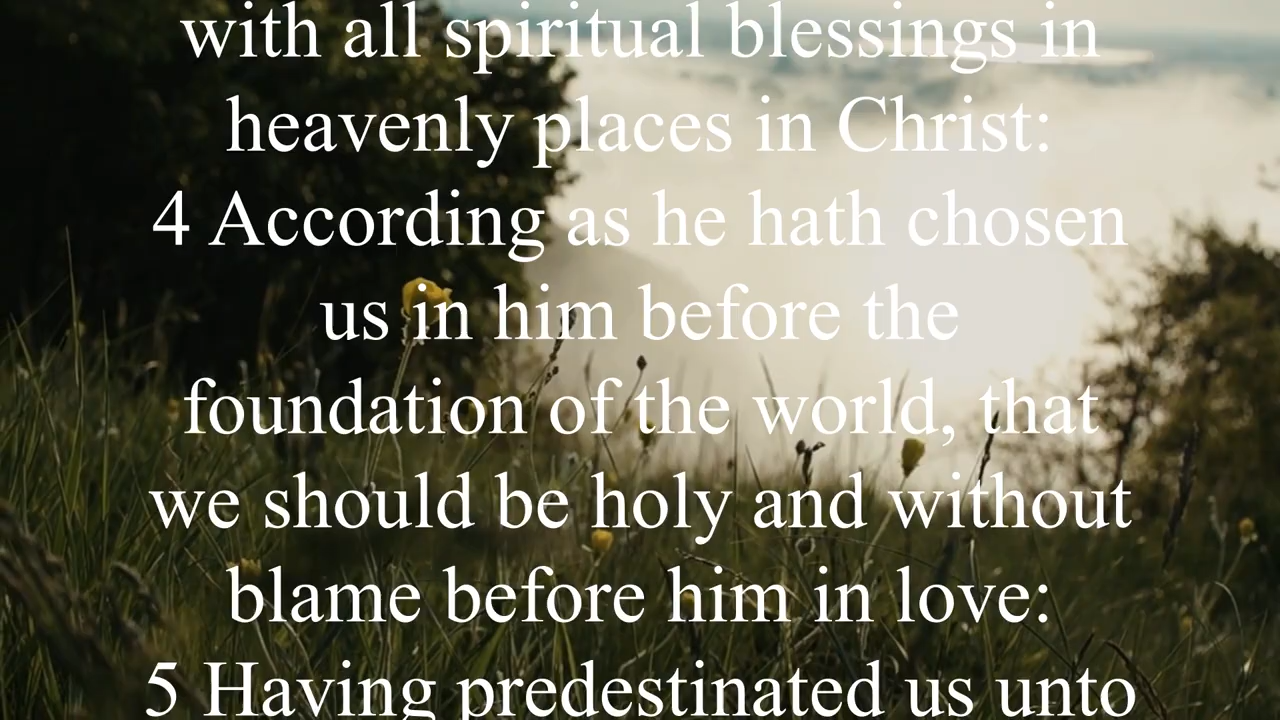 with all spiritual blessings in
heavenly places in Christ:
4 According as he hath chosen
us in him before the
foundation of the world, that
we should be holy and without
blame before him in love:
5 Having predestinated us unto